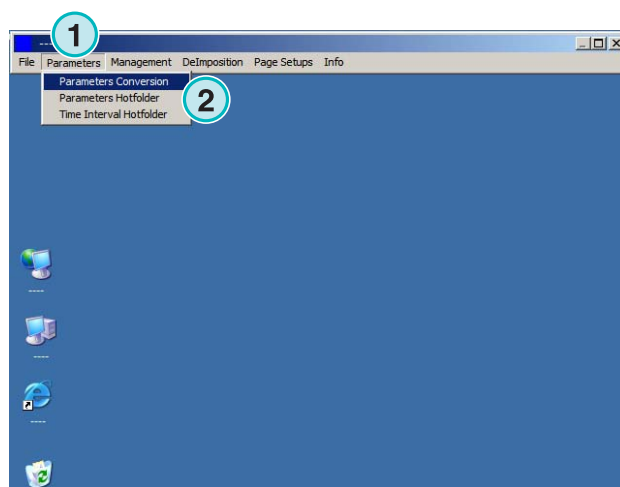 1
----
File Parameters Management DeImposition Page Setups Info
Parameters Conversion
Parameters Hotfolder
2
Time Interval Hotfolder
----
----
----